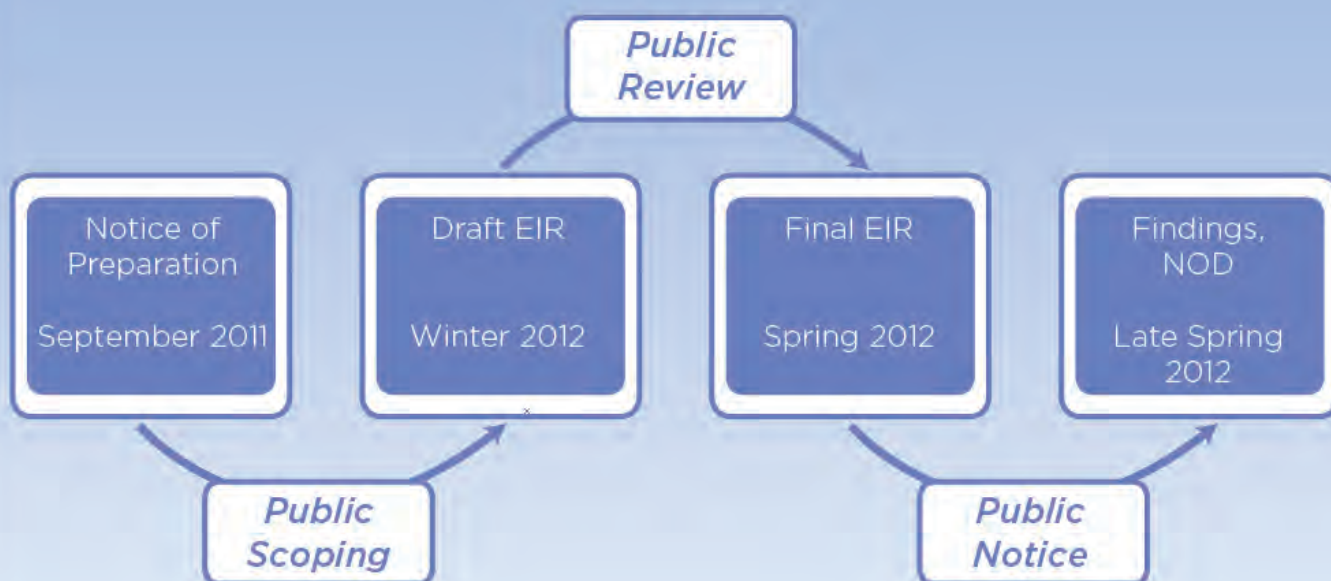 Public
Review
Notice of
Preparation
September 2011
Draft EIR
Winter 2012
Final EIR
Spring 2012
Findings,
NOD
Late Spring
2012
Public
Scoping
Public
Notice